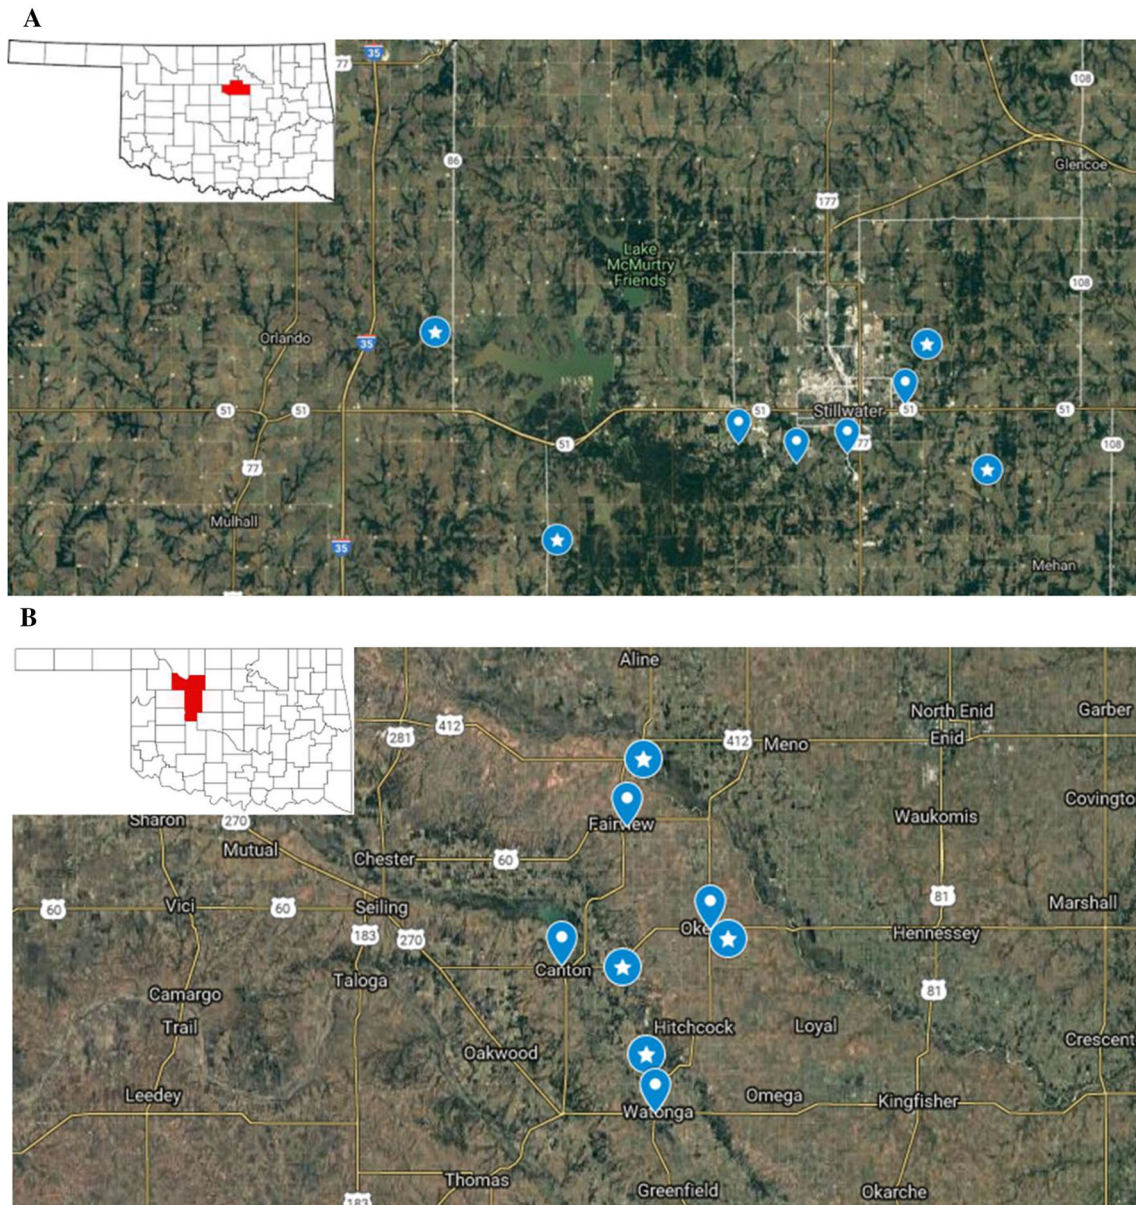 A
35
77
108
86
Glencoe
177
Lake
McMurtry
Friends
108
Orlando
35
51
51
51
Stillwater
51
51
51
77
108
77
Mulhall
35
Mehan
B
Aline
412
281
412
Meno
North Enid
Enid
Garber
Sharon
270
Mutual
Fairview
Waukomis
Chester
60
60
Vici
60
Seiling
81
Marshall
183
270
Hennessey
Canton
Taloga
Camargo
81
Trail
Hitchcock
Loyal
Oakwood
Crescent
Leedey
Omega
Kingfisher
Watonga
Thomas
Greenfield
Okarche
183